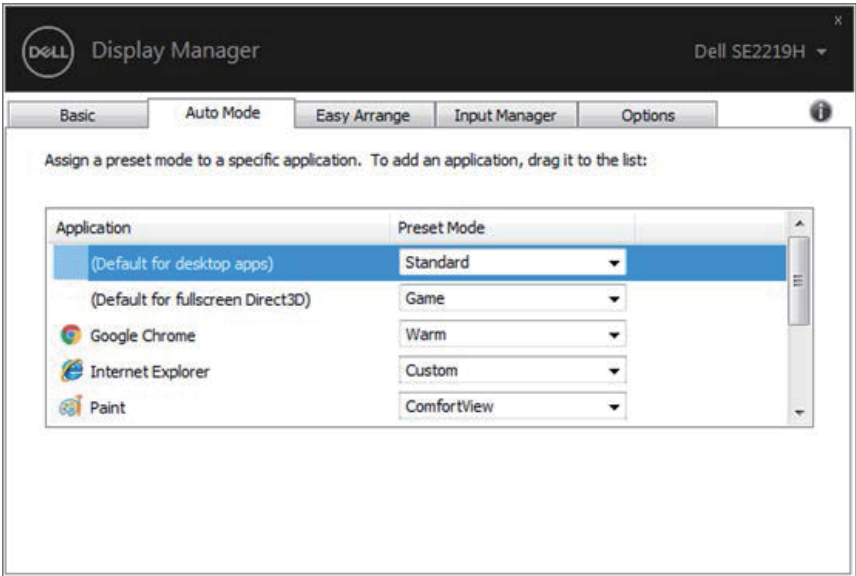 x
DELL Display Manager Dell SE2219H
Basic Auto Mode Easy Arrange Input Manager Options
Assign a preset mode to a specific application. To add an application, drag it to the list:
Application Preset Mode
(Default for desktop apps) Standard
(Default for fullscreen Direct3D) Game
Google Chrome Warm
Internet Explorer Custom
Paint ComfortView